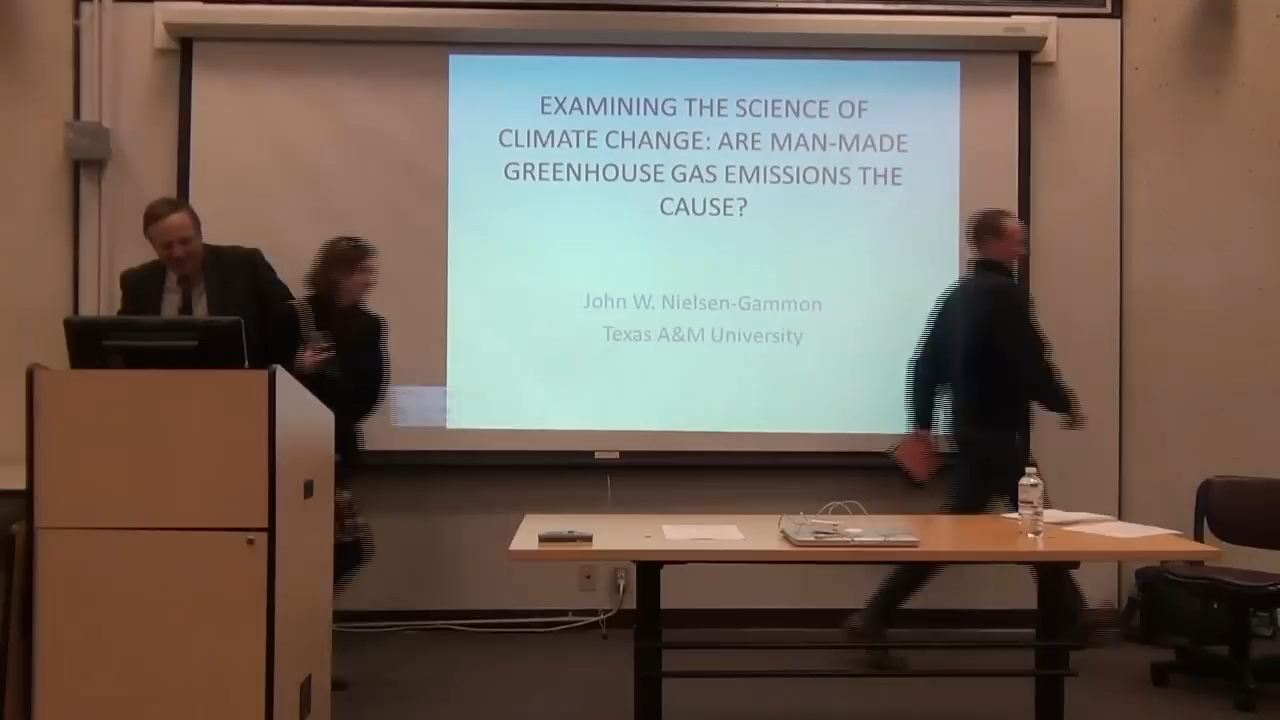 EXAMINING THE SCIENCE OF
CLIMATE CHANGE: ARE MAN-MADE
GREENHOUSE GAS EMISSIONS THE
CAUSE?
John W. Nielsen-Gammon
Texas A&M University